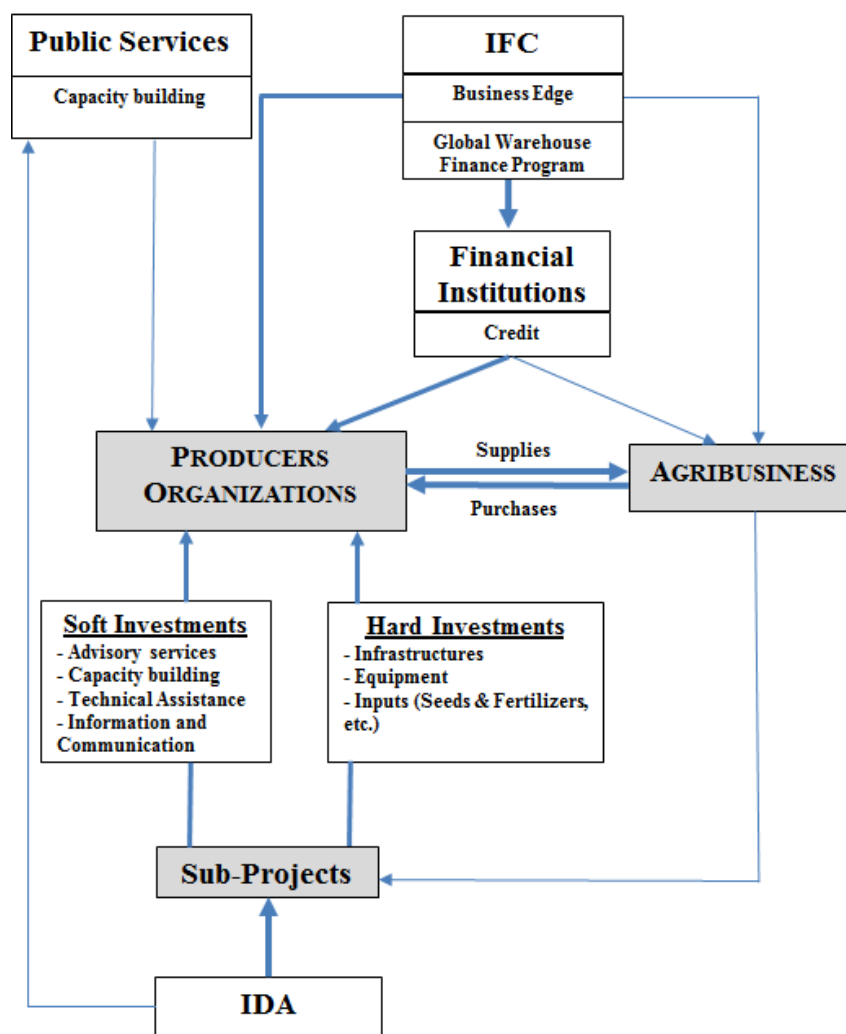 Public Services
Capacity building
IFC
Business Edge
Global Warehouse
Finance Program
Financial
Institutions
Credit
PRODUCERS
ORGANIZATIONS
Supplies
Purchases
AGRIBUSINESS
Soft Investments
- Advisory services
- Capacity building
- Technical Assistance
- Information and
Communication
Hard Investments
- Infrastructures
- Equipment
- Inputs (Seeds & Fertilizers,
etc.)
Sub-Projects
IDA